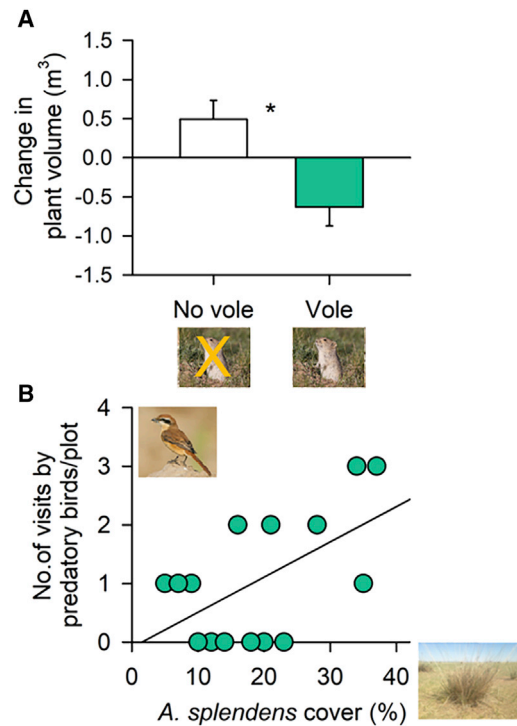 A
Change in
plant volume (m³)
1.5
1.0
0.5
0.0
-0.5
-1.0
-1.5
*
No vole
Vole
B
No.of visits by
predatory birds/plot
4
3
2
1
0
0
10
20
30
40
A. splendens cover (%)